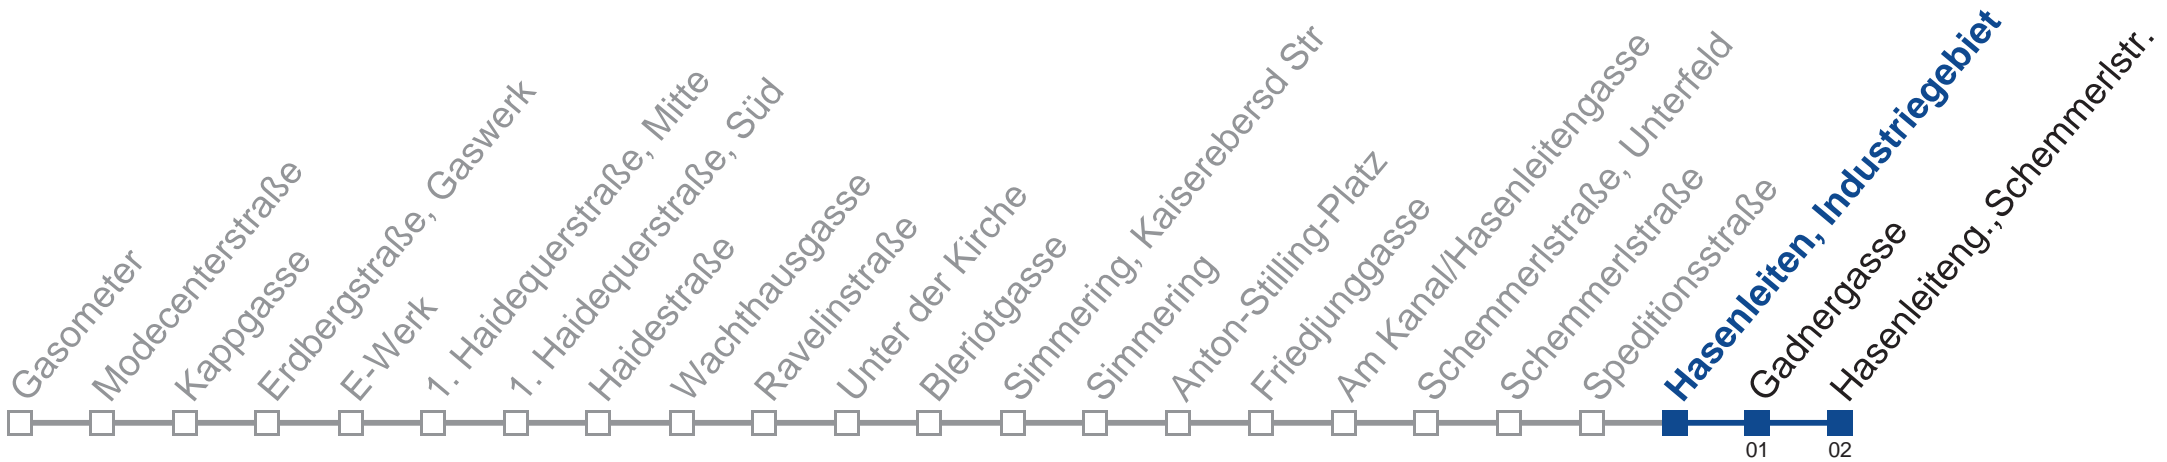 Gasometer
Modecenterstraße
Kappgasse
Erdbergstraße, Gaswerk
E-Werk
1. Haidequerstraße, Mitte
1. Haidequerstraße, Süd
Haidestraße
Wachthausgasse
Ravelinstraße
Unter der Kirche
Bleriotgasse
Simmering, Kaiserebersd Str
Simmering
Anton-Stilling-Platz
Friedjunggasse
Am Kanal/Hasenleitengasse
Schemmerlstraße, Unterfeld
Schemmerlstraße
Speditionsstraße
Hasenleiten, Industriegebiet
Gadnergasse
Hasenleiteng.,Schemmerlstr.
01
02